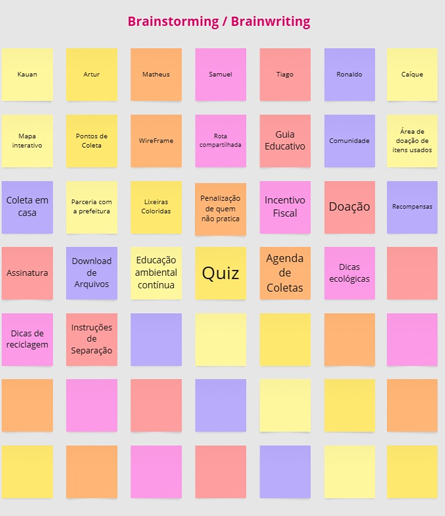 Brainstorming / Brainwriting
Kauan
Artur
Matheus
Samuel
Tiago
Ronaldo
Caíque
Mapa
interativo
Pontos de
Coleta
WireFrame
Rota
compartilhada
Guia
Educativo
Comunidade
Área de
doação de
itens usados
Coleta em
casa
Parceria com
a prefeitura
Lixeiras
Coloridas
Penalização
de quem
não pratica
Incentivo
Fiscal
Doação
Recompensas
Assinatura
Download
de
Arquivos
Educação
ambiental
contínua
Quiz
Agenda
de
Coletas
Dicas
ecológicas
Dicas de
reciclagem
Instruções
de
Separação